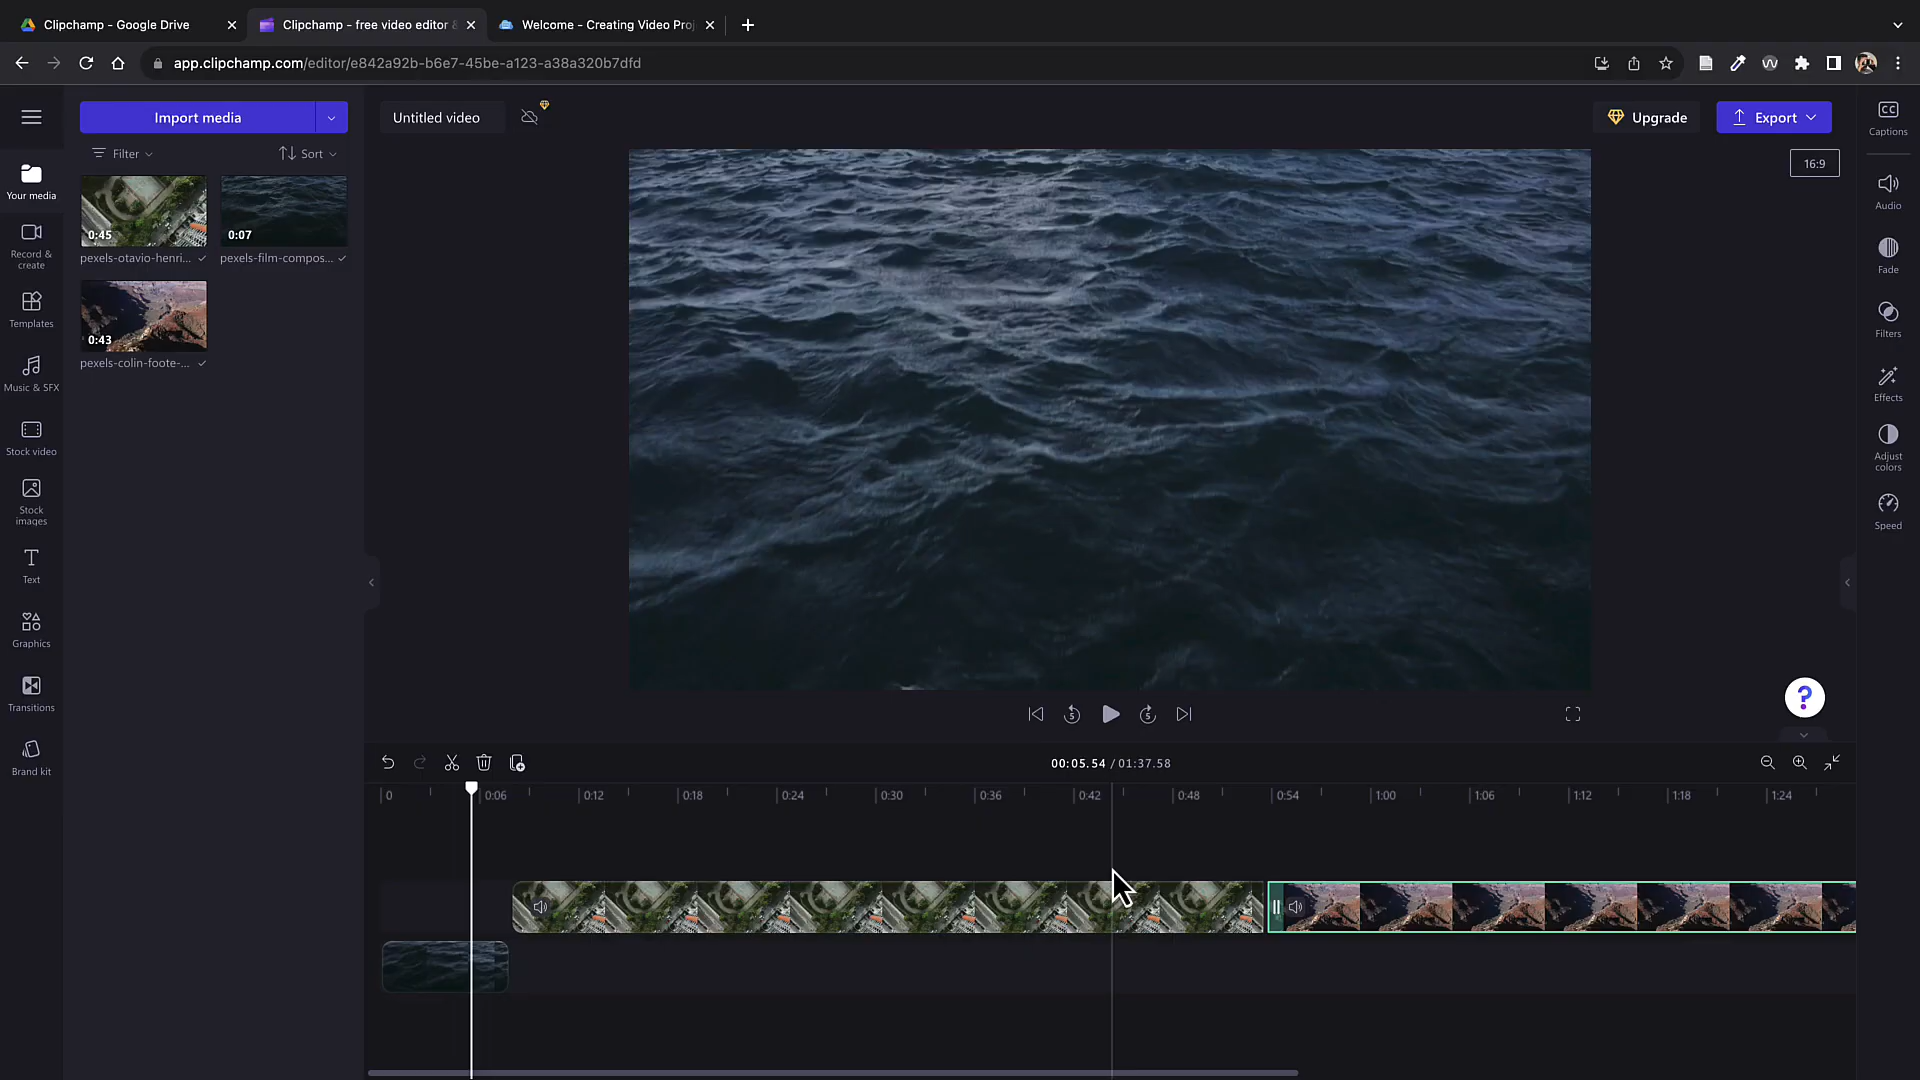 Clipchamp - Google Drive
Clipchamp - free video editor &
Welcome - Creating Video Proj
app.clipchamp.com/editor/e842a92b-b6e7-45be-a123-a38a320b7dfd
Import media
Untitled video
Upgrade
Export
CC
Captions
Filter
Sort
16:9
Your media
0:45
0:07
pexels-otavio-henri...
pexels-film-compos...
Audio
Record &
create
Fade
Templates
0:43
pexels-colin-foote-...
Filters
Music & SFX
Effects
Stock video
Adjust
colors
Stock
images
Speed
Text
Graphics
Transitions
5
5
?
Brand kit
00:05.54 / 01:37.58
0
0:06
0:12
0:18
0:24
0:30
0:36
0:42
0:48
0:54
1:00
1:06
1:12
1:18
1:24